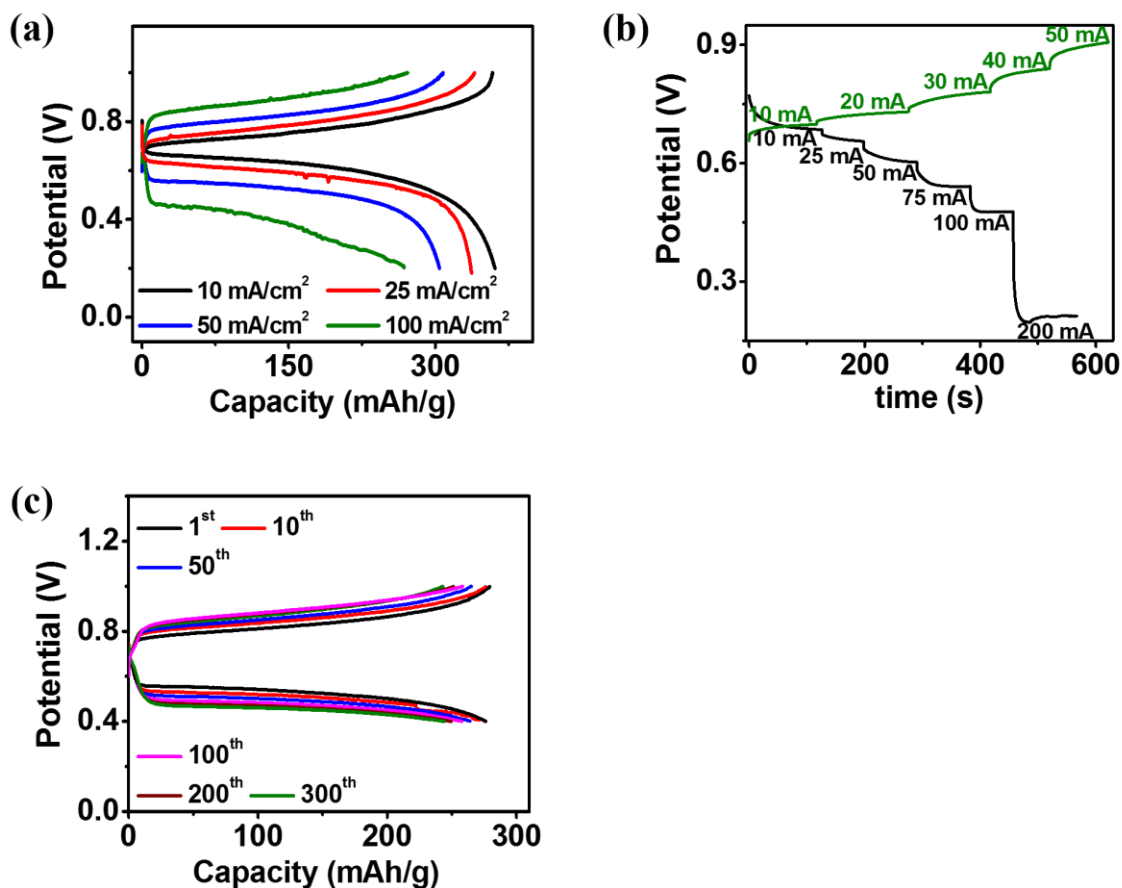 (a)
Potential (V)
0.8
0.4
0.0
10 mA/cm²
25 mA/cm²
50 mA/cm²
100 mA/cm²
0
150
300
Capacity (mAh/g)
(b)
Potential (V)
0.9
0.6
0.3
10 mA
20 mA
30 mA
40 mA
50 mA
10 mA
25 mA
50 mA
75 mA
100 mA
200 mA
0
200
400
600
time (s)
(c)
Potential (V)
1.2
0.8
0.4
0.0
1ˢᵗ
10ᵗʰ
50ᵗʰ
100ᵗʰ
200ᵗʰ
300ᵗʰ
0
100
200
300
Capacity (mAh/g)